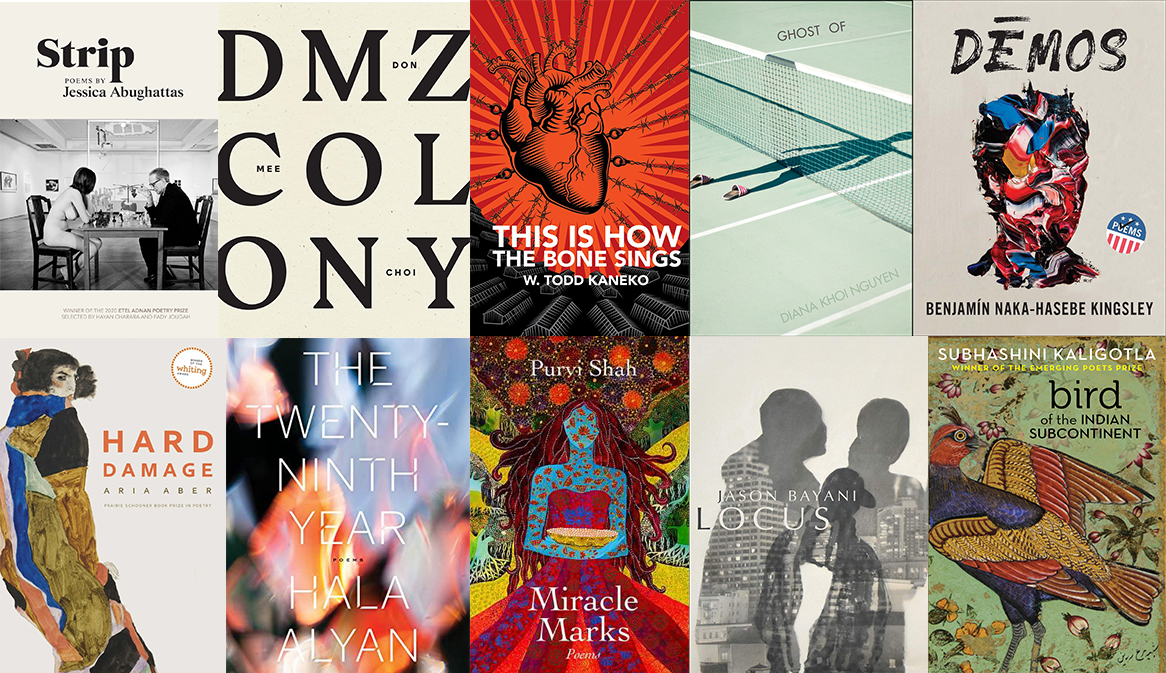 Strip
POEMS BY
Jessica Abughattas
WINNER OF THE 2020 ETEL ADNAN POETRY PRIZE
SELECTED BY HAYAN CHARARA AND FADY JOUDAH
DMZ
DON
COL
MEE
ONY
CHOI
THIS IS HOW
THE BONE SINGS
W. TODD KANEKO
GHOST OF
DIANA KHOI NGUYEN
DĒMOS
POEMS
BENJAMÍN NAKA-HASEBE KINGSLEY
WINNER
OF THE
whiting
AWARD
HARD
DAMAGE
ARIA ABER
PRAIRIE SCHOONER BOOK PRIZE IN POETRY
THE
TWENTY-
NINTH
YEAR
POEMS
HALA
ALYAN
Purvi Shah
Miracle
Marks
Poems
JASON BAYANI
LOCUS
SUBHASHINI KALIGOTLA
WINNER OF THE EMERGING POETS PRIZE
bird
of the INDIAN
SUBCONTINENT